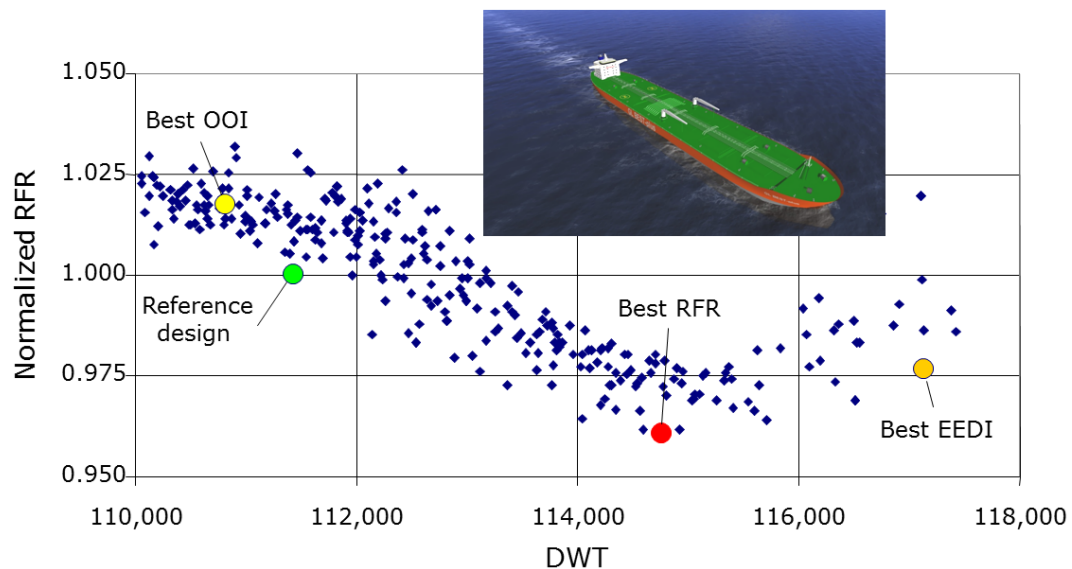 1.050
Best OOI
1.025
Normalized RFR
1.000
Reference
design
Best RFR
0.975
Best EEDI
0.950
110,000
112,000
114,000
116,000
118,000
DWT